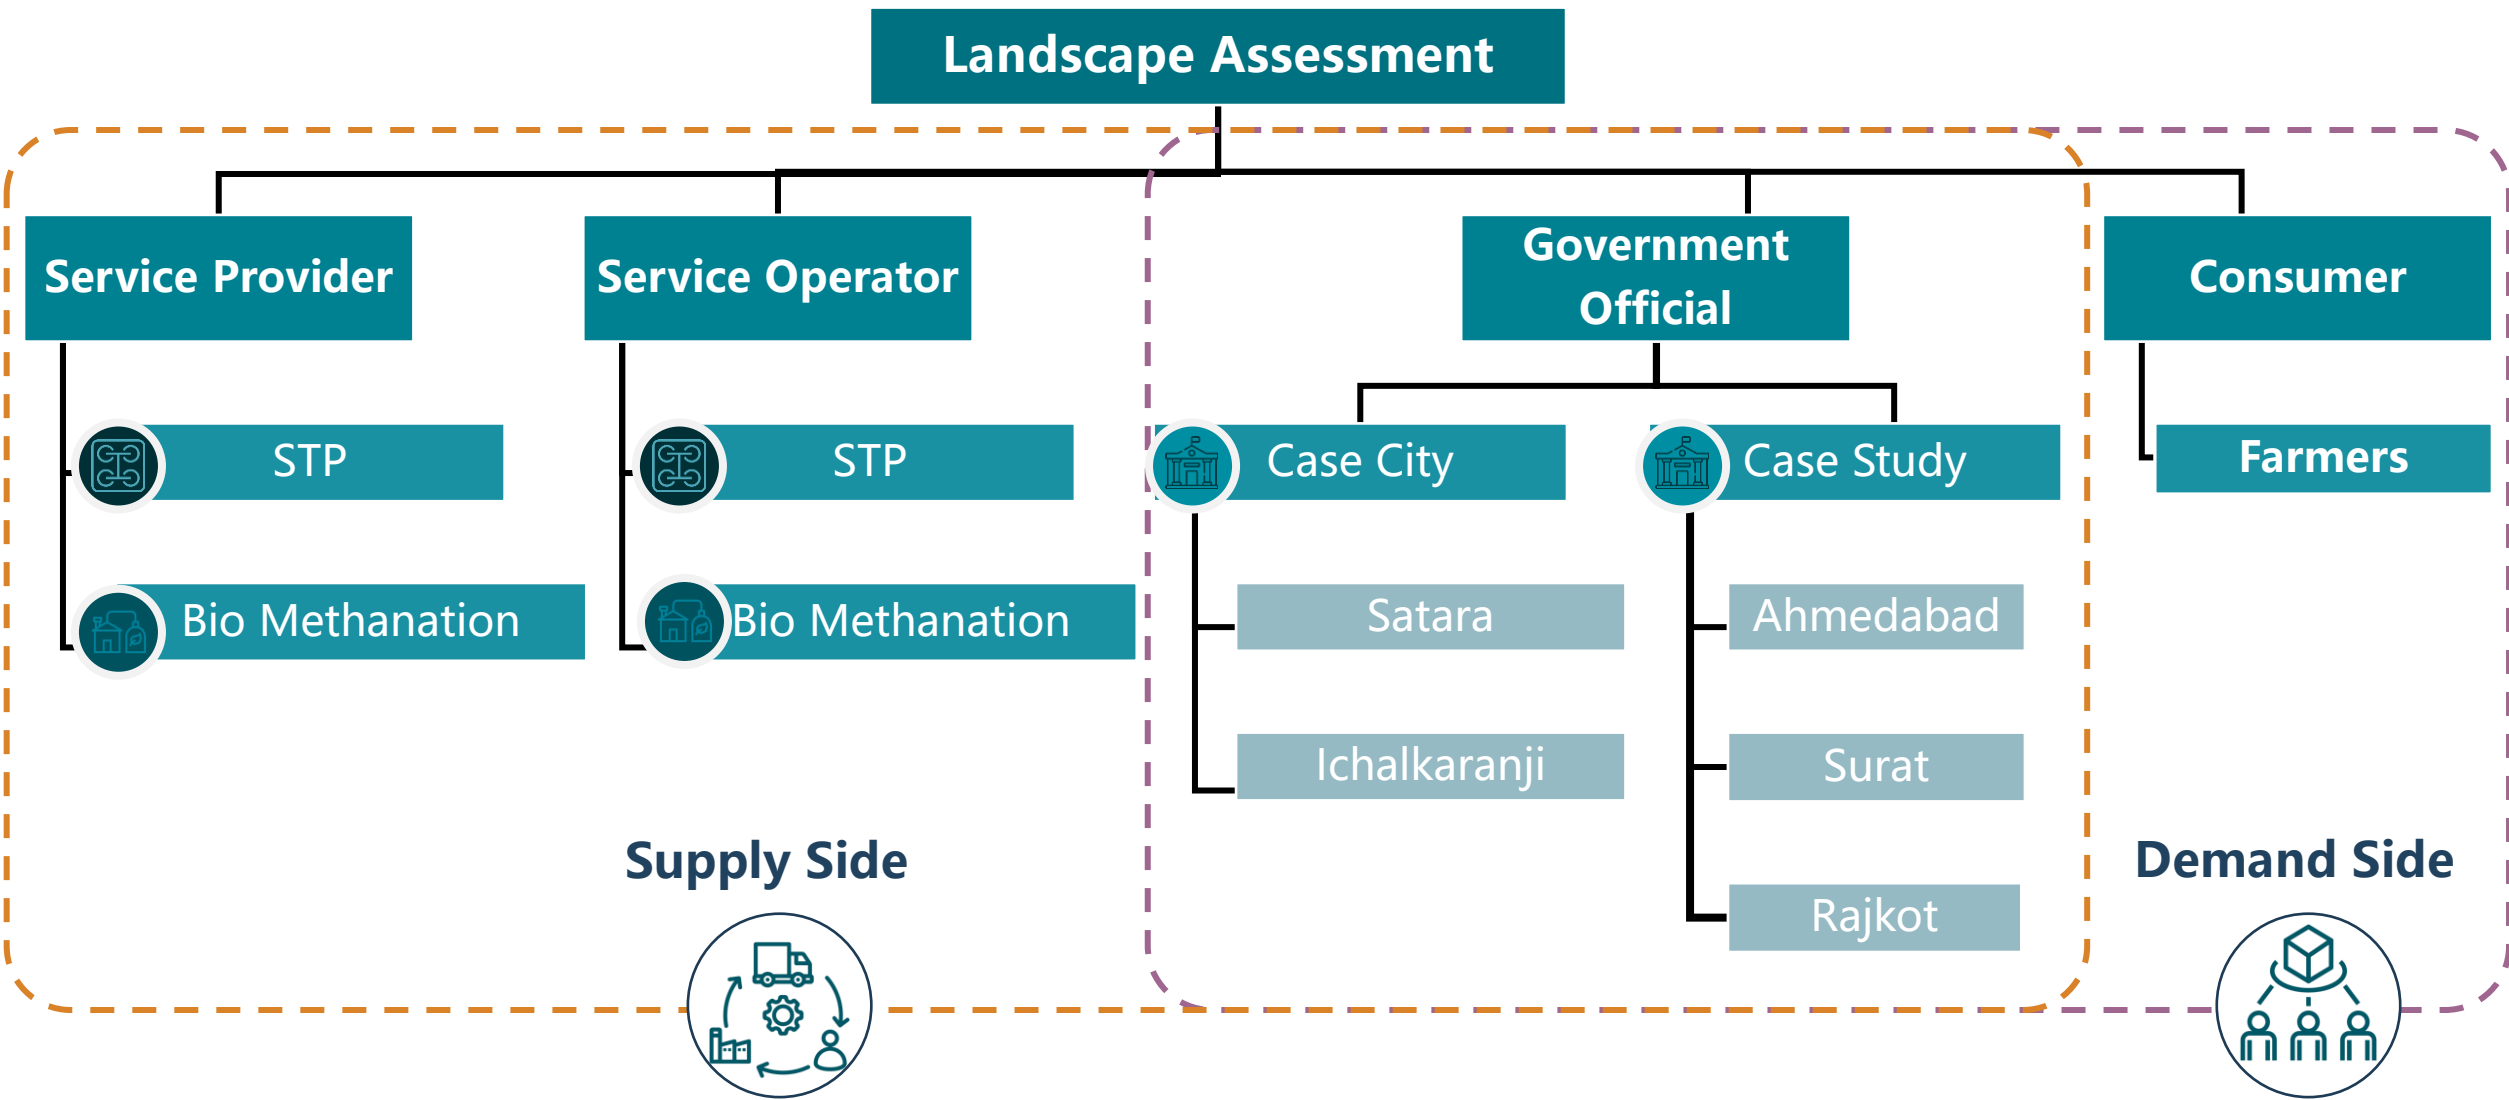 Landscape Assessment
Service Provider
Service Operator
Government
Official
Consumer
STP
STP
Case City
Case Study
Farmers
Bio Methanation
Bio Methanation
Satara
Ahmedabad
Ichalkaranji
Surat
Supply Side
Demand Side
Rajkot